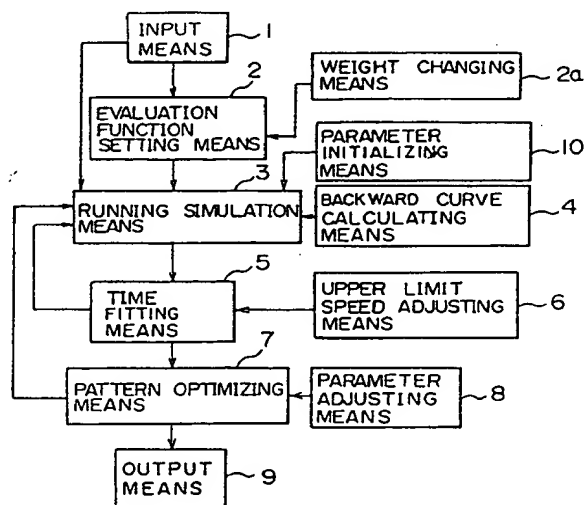 INPUT
MEANS
1
2
EVALUATION
FUNCTION
SETTING MEANS
WEIGHT CHANGING
MEANS
2a
PARAMETER
INITIALIZING
MEANS
10
3
RUNNING SIMULATION
MEANS
BACKWARD CURVE
CALCULATING
MEANS
4
5
TIME
FITTING
MEANS
UPPER LIMIT
SPEED ADJUSTING
MEANS
6
7
PATTERN OPTIMIZING
MEANS
PARAMETER
ADJUSTING
MEANS
8
OUTPUT
MEANS
9